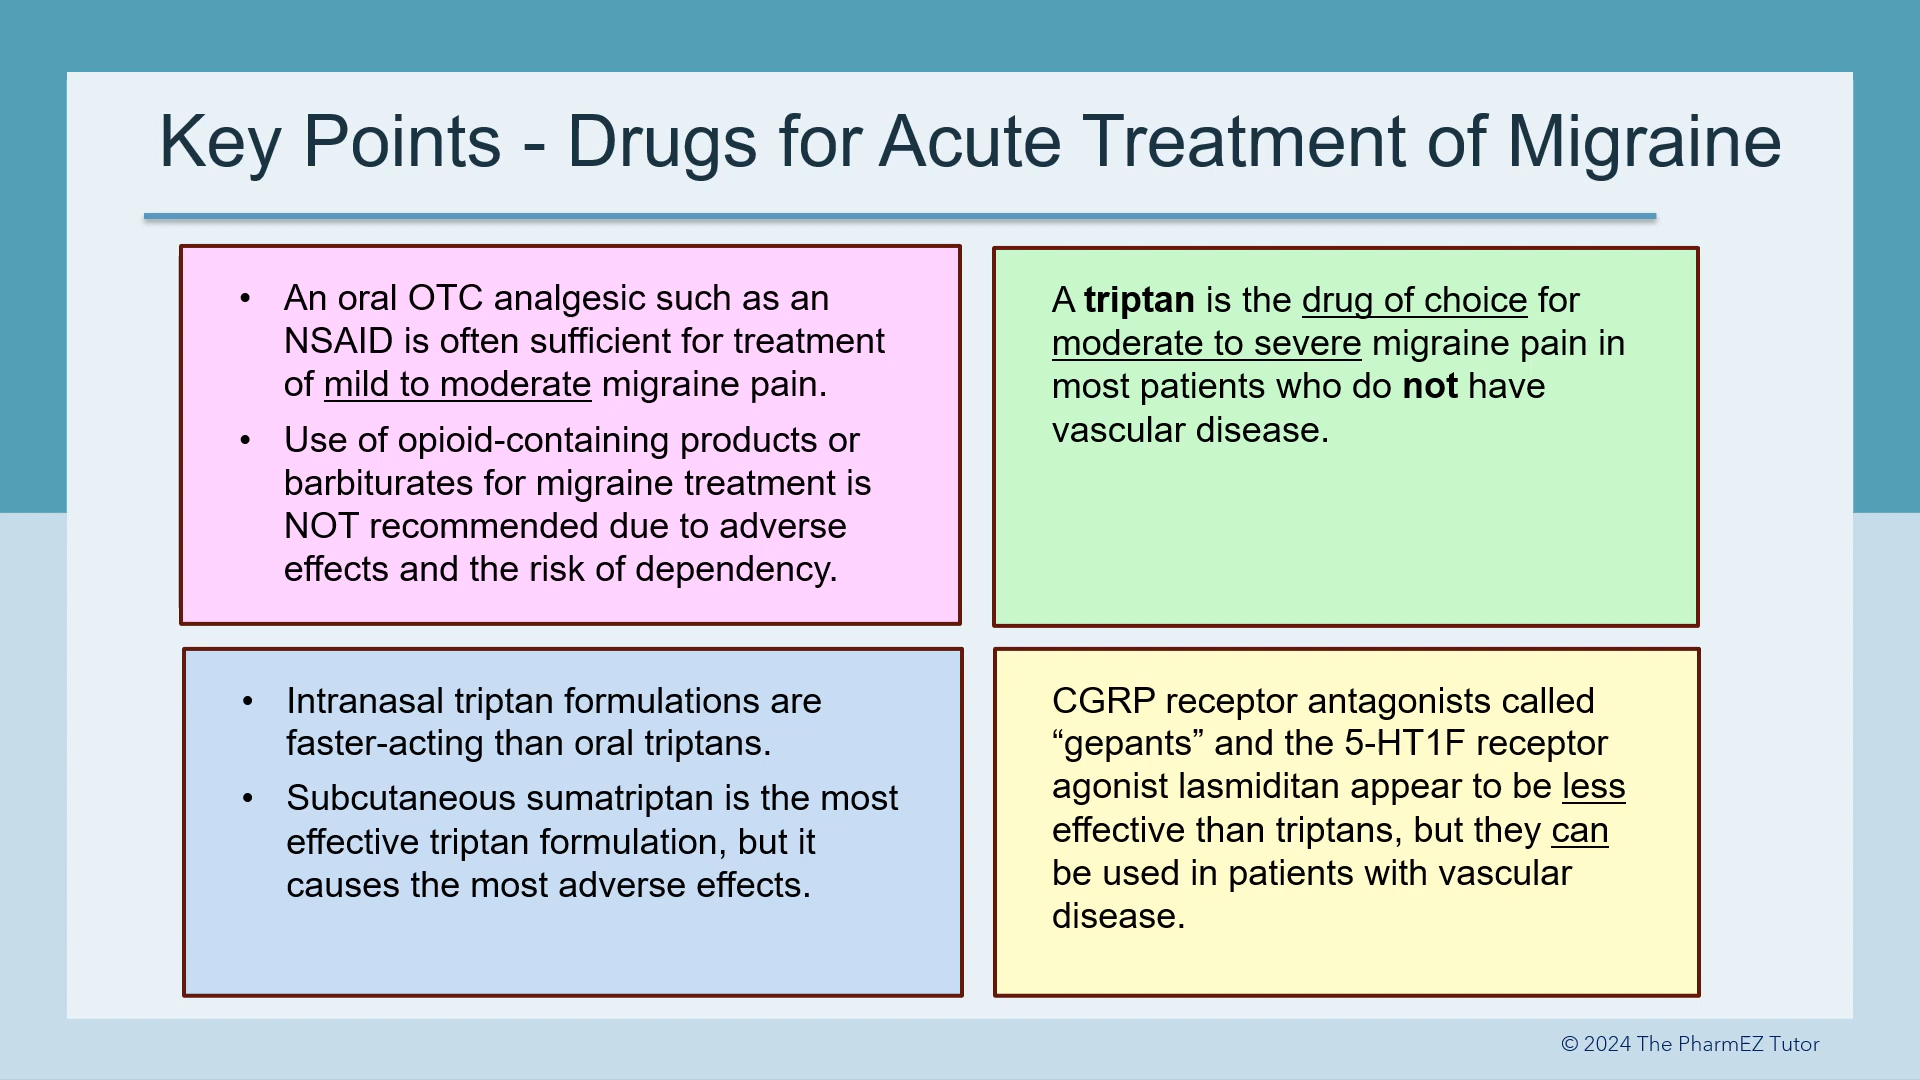 Key Points - Drugs for Acute Treatment of Migraine
• An oral OTC analgesic such as an
NSAID is often sufficient for treatment
of mild to moderate migraine pain.
• Use of opioid-containing products or
barbiturates for migraine treatment is
NOT recommended due to adverse
effects and the risk of dependency.
A triptan is the drug of choice for
moderate to severe migraine pain in
most patients who do not have
vascular disease.
• Intranasal triptan formulations are
faster-acting than oral triptans.
• Subcutaneous sumatriptan is the most
effective triptan formulation, but it
causes the most adverse effects.
CGRP receptor antagonists called
“gepants” and the 5-HT1F receptor
agonist lasmiditan appear to be less
effective than triptans, but they can
be used in patients with vascular
disease.
© 2024 The PharmEZ Tutor